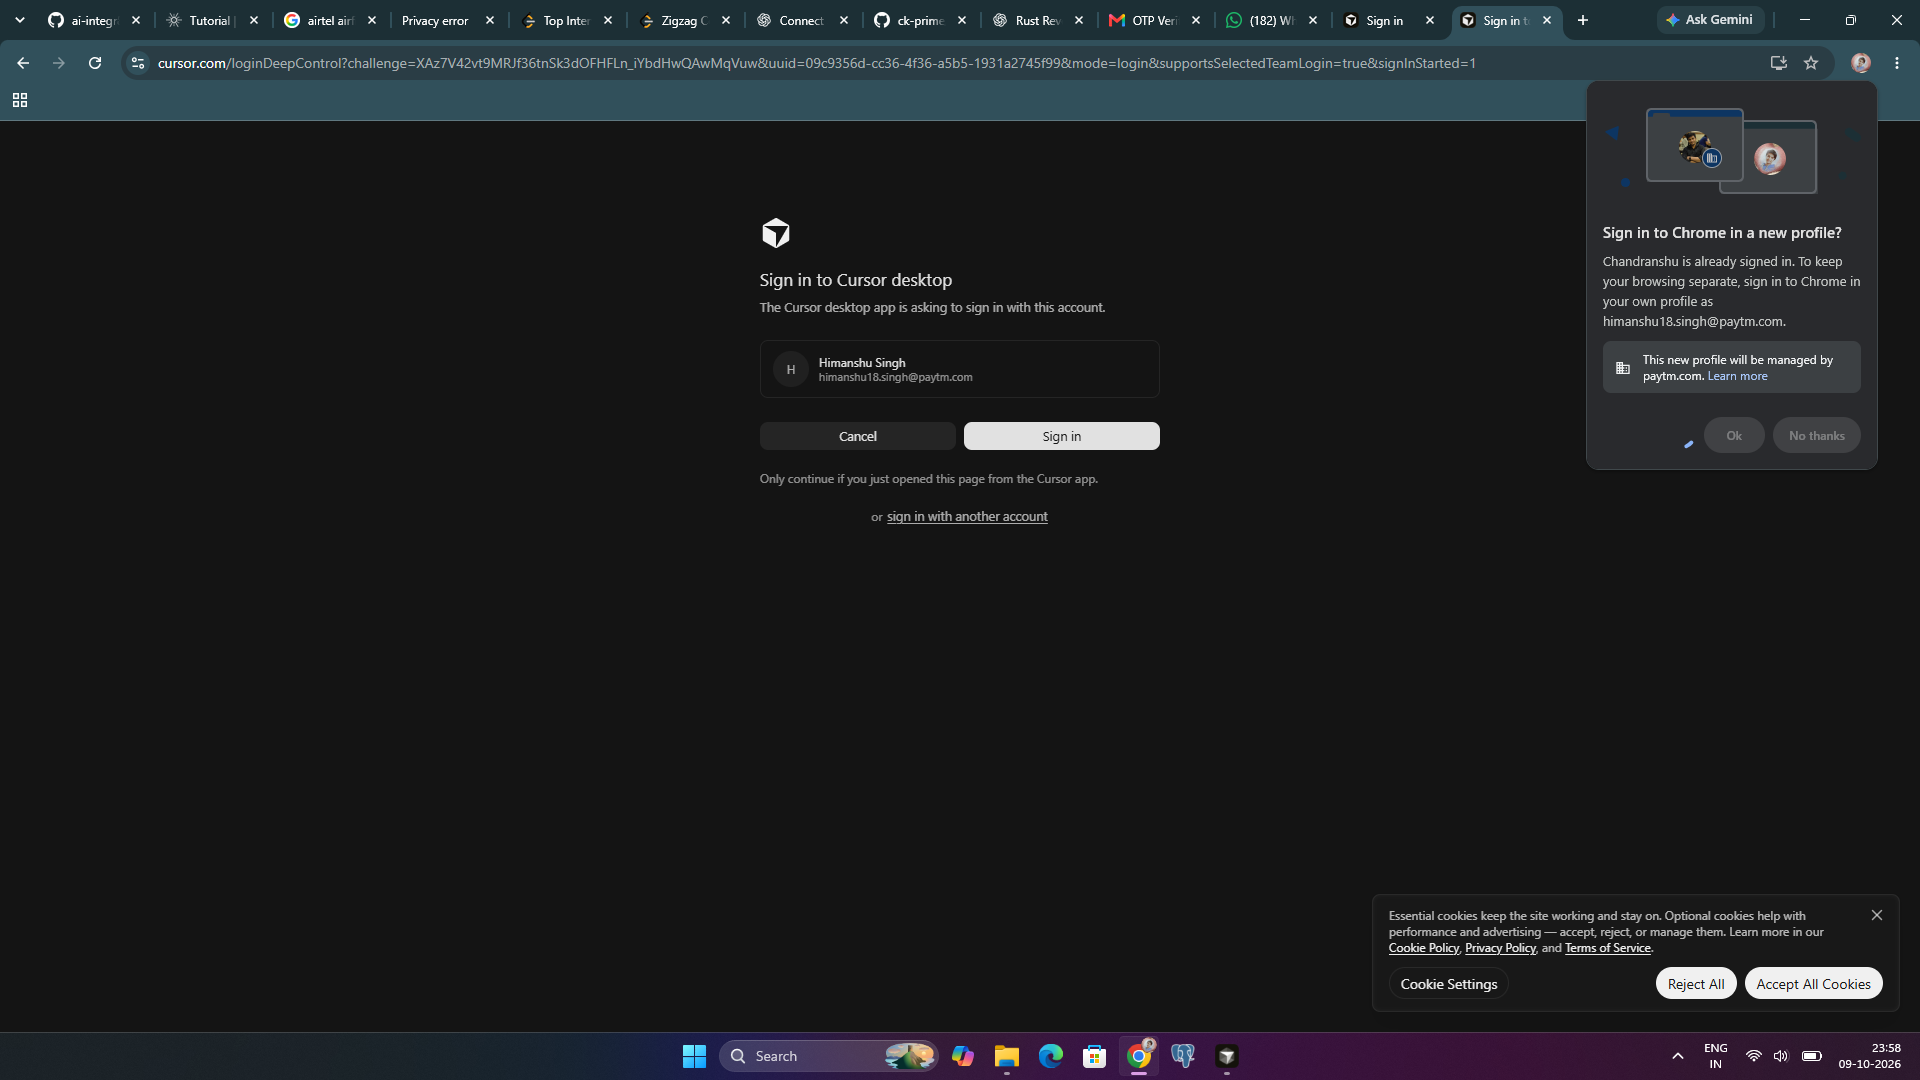 ai-integr
Tutorial
airtel airf
Privacy error
Top Inter
Zigzag C
Connect
ck-prime
Rust Rev
OTP Veri
(182) Wh
Sign in
Sign in to
Ask Gemini
cursor.com/loginDeepControl?challenge=XAz7V42vt9MRJf36tnSk3dOFHFLn_iYbdHwQAwMqVuw&uuid=09c9356d-cc36-4f36-a5b5-1931a2745f99&mode=login&supportsSelectedTeamLogin=true&signInStarted=1
Sign in to Chrome in a new profile?
Chandranshu is already signed in. To keep
your browsing separate, sign in to Chrome in
your own profile as
himanshu18.singh@paytm.com.
This new profile will be managed by
paytm.com. Learn more
Ok
No thanks
Sign in to Cursor desktop
The Cursor desktop app is asking to sign in with this account.
H
Himanshu Singh
himanshu18.singh@paytm.com
Cancel
Sign in
Only continue if you just opened this page from the Cursor app.
or sign in with another account
Essential cookies keep the site working and stay on. Optional cookies help with
performance and advertising — accept, reject, or manage them. Learn more in our
Cookie Policy, Privacy Policy, and Terms of Service.
Cookie Settings
Reject All
Accept All Cookies
Search
ENG
IN
23:58
09-10-2026